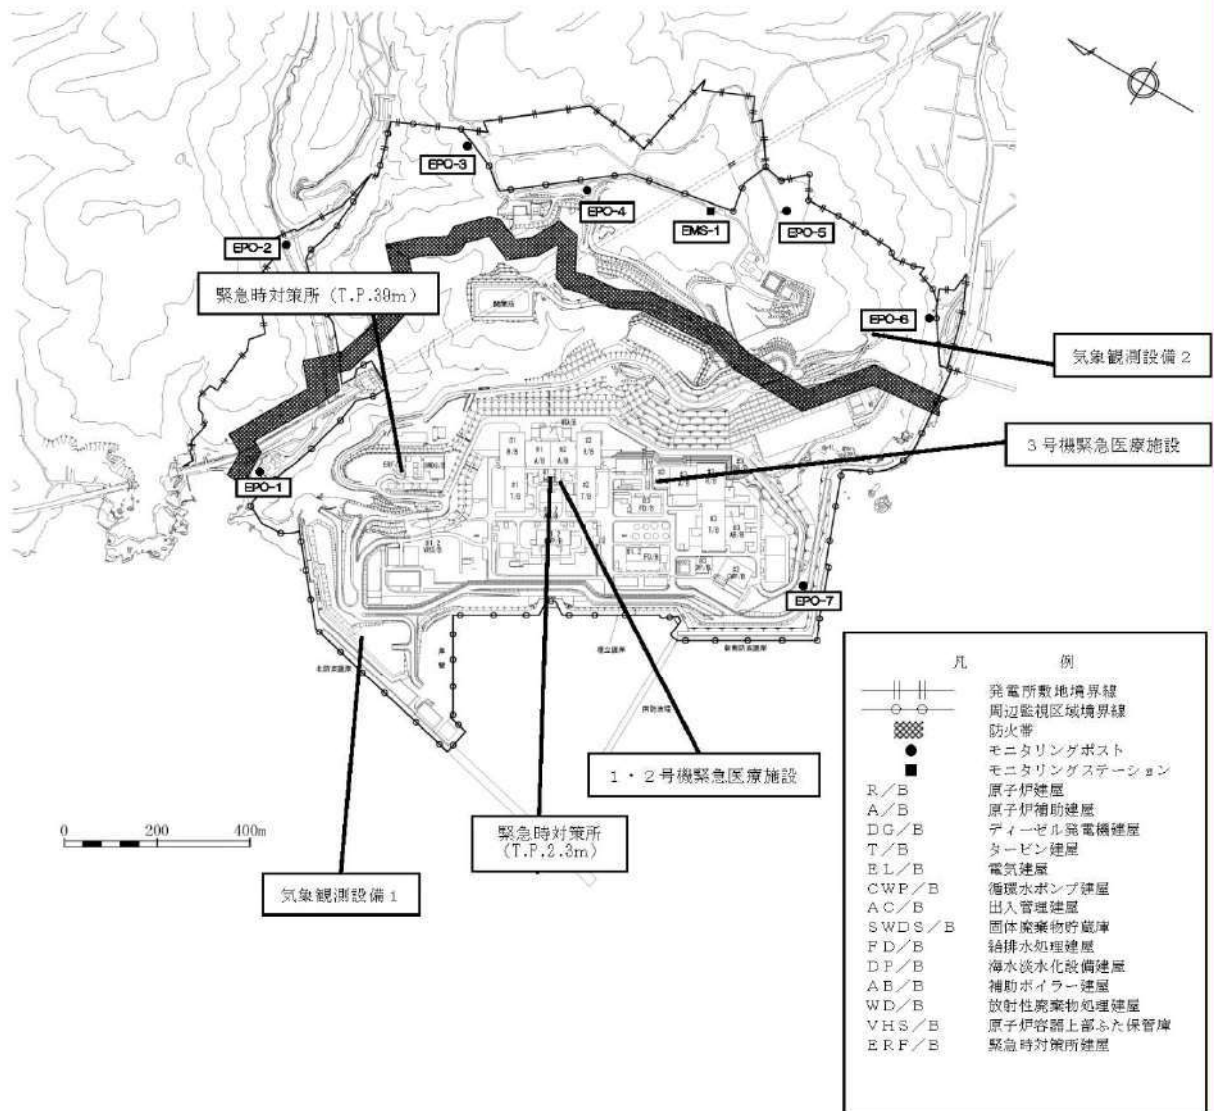 EPO-3
EPO-4
EMS-1
EPO-5
EPO-2
緊急時対策所 (T.P.39m)
開閉所
EPO-6
気象観測設備2
3号機緊急医療施設
EPO-1
EPO-7
北防波護岸
埋立護岸
1・2号機緊急医療施設
緊急時対策所
(T.P.2.3m)
気象観測設備1
0 200 400m
凡 例
発電所敷地境界線
周辺監視区域境界線
防火帯
モニタリングポスト
モニタリングステーション
R/B 原子炉建屋
A/B 原子炉補助建屋
DG/B ディーゼル発電機建屋
T/B タービン建屋
EL/B 電気建屋
CWP/B 循環水ポンプ建屋
AC/B 出入管理建屋
SWDS/B 固体廃棄物貯蔵庫
FD/B 給排水処理建屋
DP/B 海水淡水化設備建屋
AB/B 補助ボイラー建屋
WD/B 放射性廃棄物処理建屋
VHS/B 原子炉容器上部ふた保管庫
ERF/B 緊急時対策所建屋